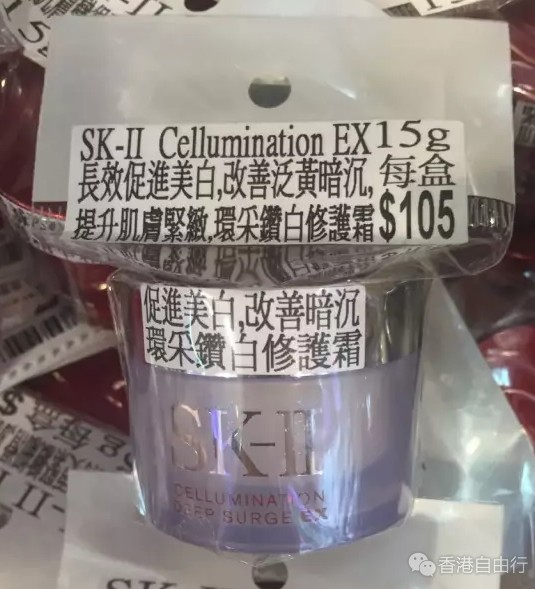 SK-II Cellumination EX15g
長效促進美白,改善泛黃暗沉,每盒
提升肌膚緊緻,環采鑽白修護霜$105
促進美白,改善暗沉
環采鑽白修護霜
SK-II
CELLUMINATION
DEEP SURGE EX
香港自由行